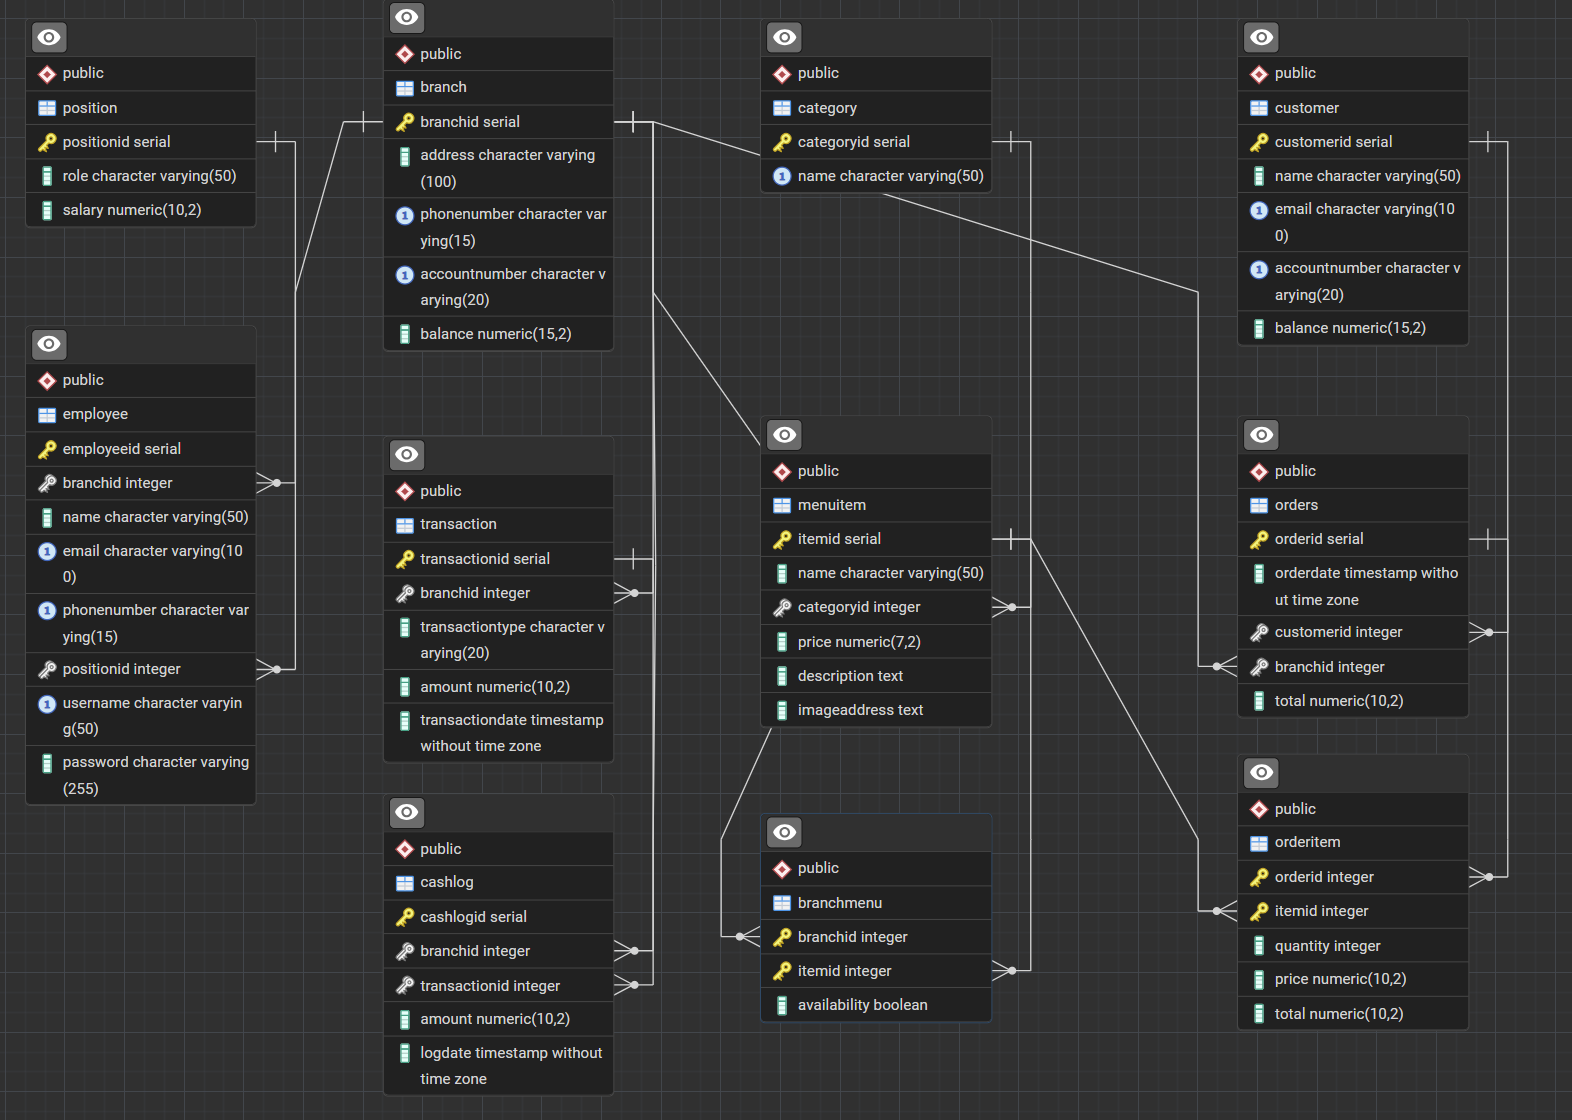 public
position
positionid serial
role character varying(50)
salary numeric(10,2)
public
employee
employeeid serial
branchid integer
name character varying(50)
email character varying(10
0)
phonenumber character var
ying(15)
positionid integer
username character varyin
g(50)
password character varying
(255)
public
branch
branchid serial
address character varying
(100)
phonenumber character var
ying(15)
accountnumber character v
arying(20)
balance numeric(15,2)
public
transaction
transactionid serial
branchid integer
transactiontype character v
arying(20)
amount numeric(10,2)
transactiondate timestamp
without time zone
public
cashlog
cashlogid serial
branchid integer
transactionid integer
amount numeric(10,2)
logdate timestamp without
time zone
public
category
categoryid serial
name character varying(50)
public
menuitem
itemid serial
name character varying(50)
categoryid integer
price numeric(7,2)
description text
imageaddress text
public
branchmenu
branchid integer
itemid integer
availability boolean
public
customer
customerid serial
name character varying(50)
email character varying(10
0)
accountnumber character v
arying(20)
balance numeric(15,2)
public
orders
orderid serial
orderdate timestamp witho
ut time zone
customerid integer
branchid integer
total numeric(10,2)
public
orderitem
orderid integer
itemid integer
quantity integer
price numeric(10,2)
total numeric(10,2)